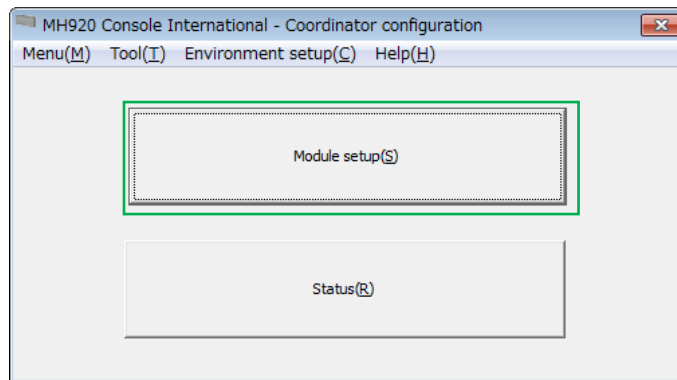 MH920 Console International - Coordinator configuration
Menu(M) Tool(T) Environment setup(C) Help(H)
Module setup(S)
Status(R)